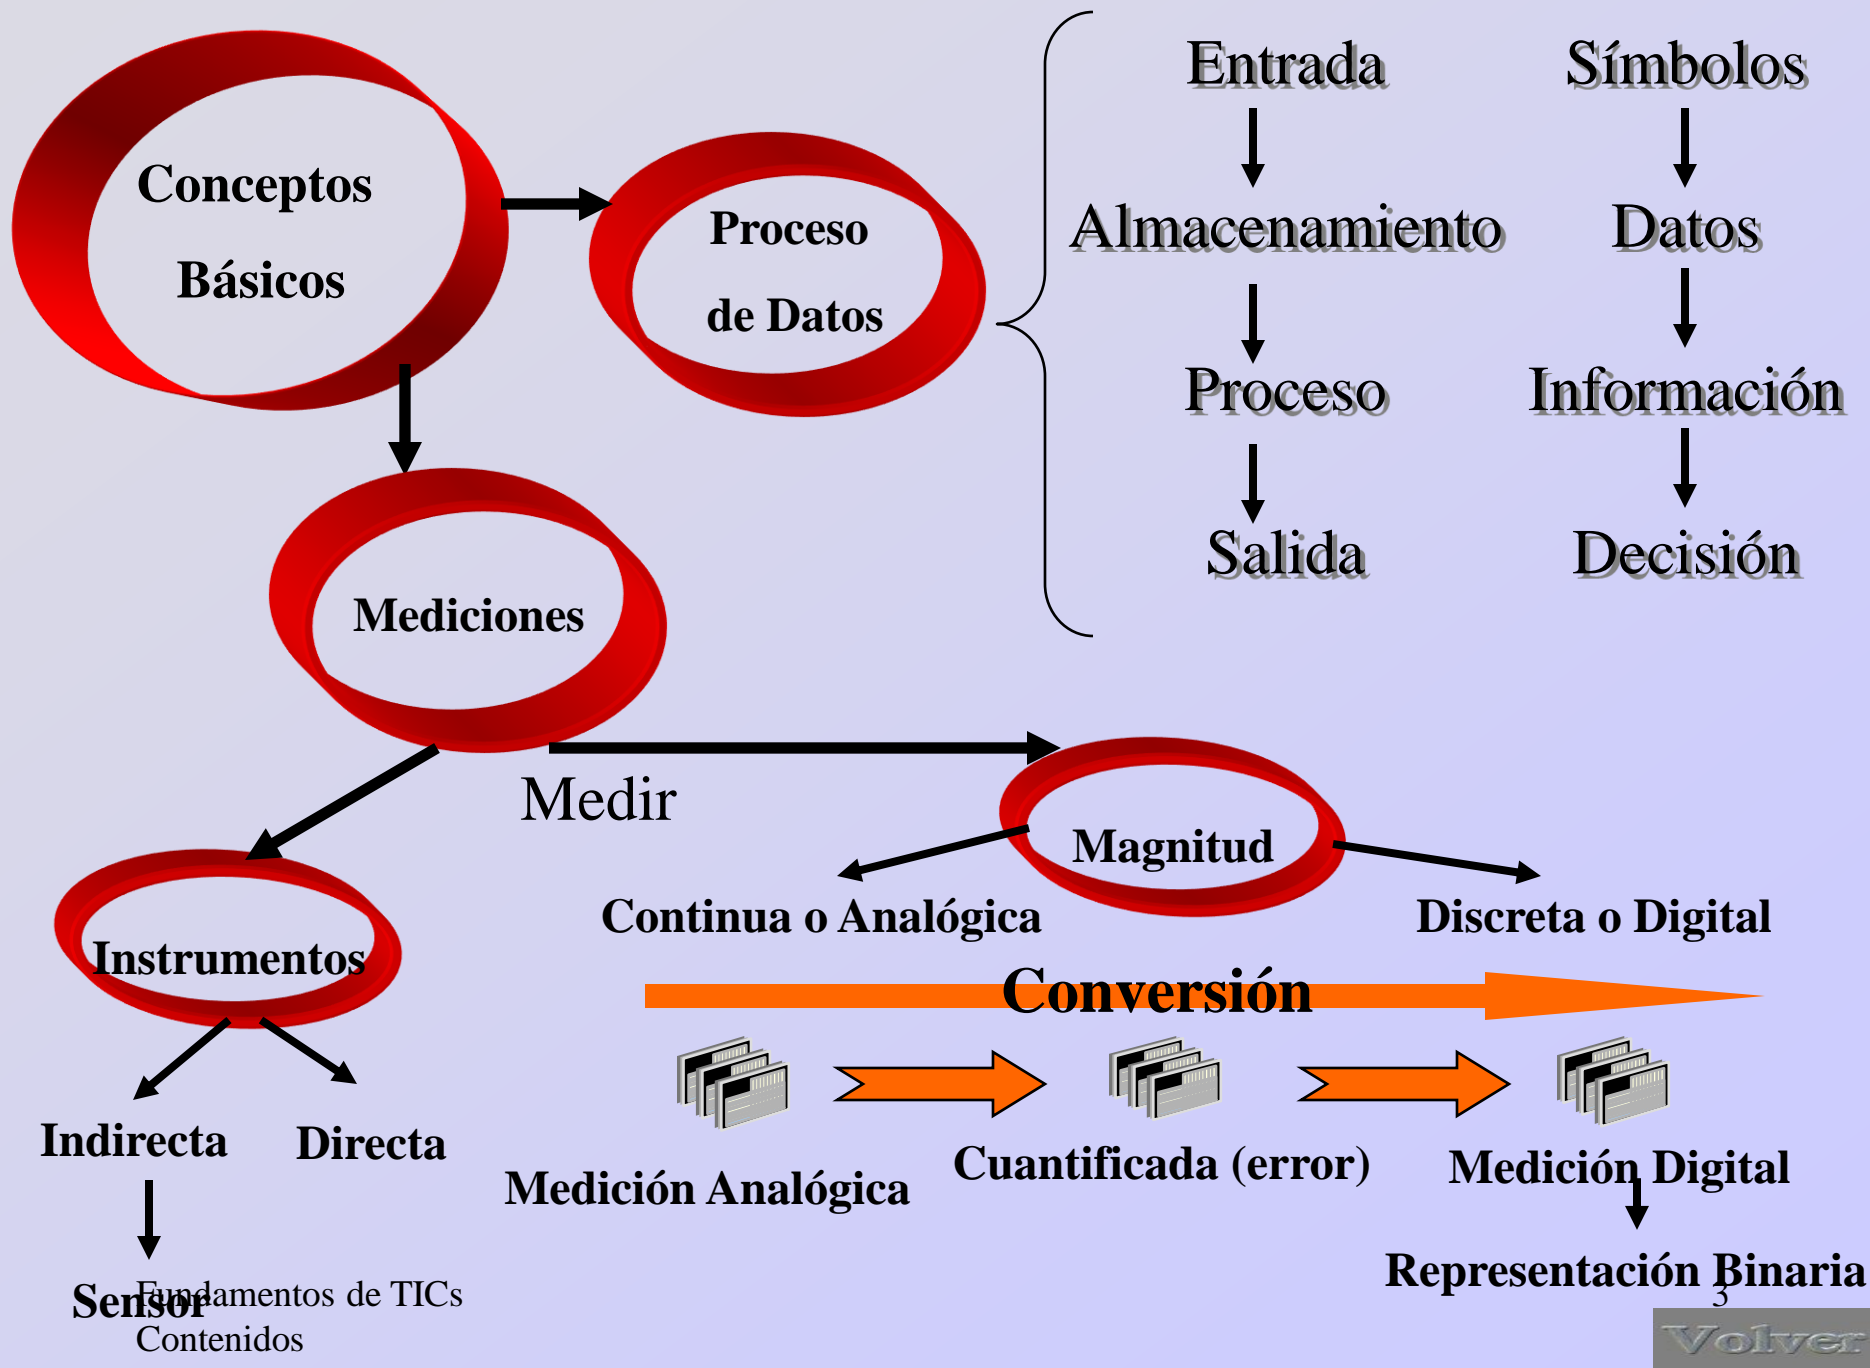 Conceptos
Básicos
Proceso
de Datos
Entrada
Almacenamiento
Proceso
Salida
Símbolos
Datos
Información
Decisión
Mediciones
Medir
Magnitud
Continua o Analógica
Discreta o Digital
Instrumentos
Indirecta
Directa
Sensor
Conversión
Medición Analógica
Cuantificada (error)
Medición Digital
Representación Binaria
Fundamentos de TICs
Contenidos
3
Volver